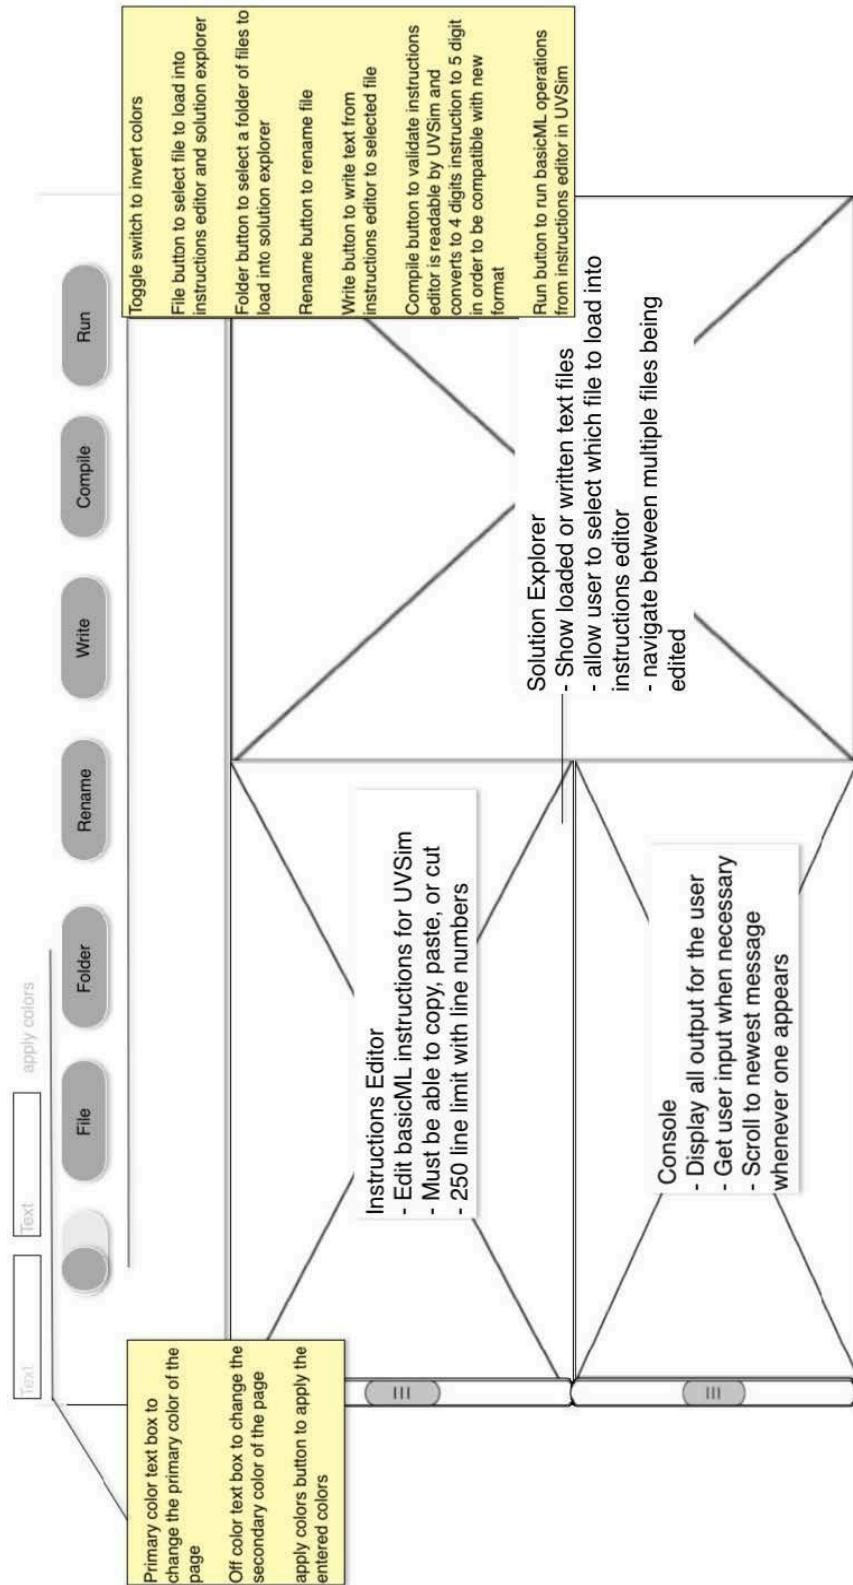 Text
Text
apply colors
File
Folder
Rename
Write
Compile
Run
Primary color text box to
change the primary color of the
page
Off color text box to change the
secondary color of the page
apply colors button to apply the
entered colors
Toggle switch to invert colors
File button to select file to load into
instructions editor and solution explorer
Folder button to select a folder of files to
load into solution explorer
Rename button to rename file
Write button to write text from
instructions editor to selected file
Compile button to validate instructions
editor is readable by UVSim and
converts to 4 digits instruction to 5 digit
in order to be compatible with new
format
Run button to run basicML operations
from instructions editor in UVSim
Instructions Editor
- Edit basicML instructions for UVSim
- Must be able to copy, paste, or cut
- 250 line limit with line numbers
Solution Explorer
- Show loaded or written text files
- allow user to select which file to load into
instructions editor
- navigate between multiple files being
edited
Console
- Display all output for the user
- Get user input when necessary
- Scroll to newest message
whenever one appears